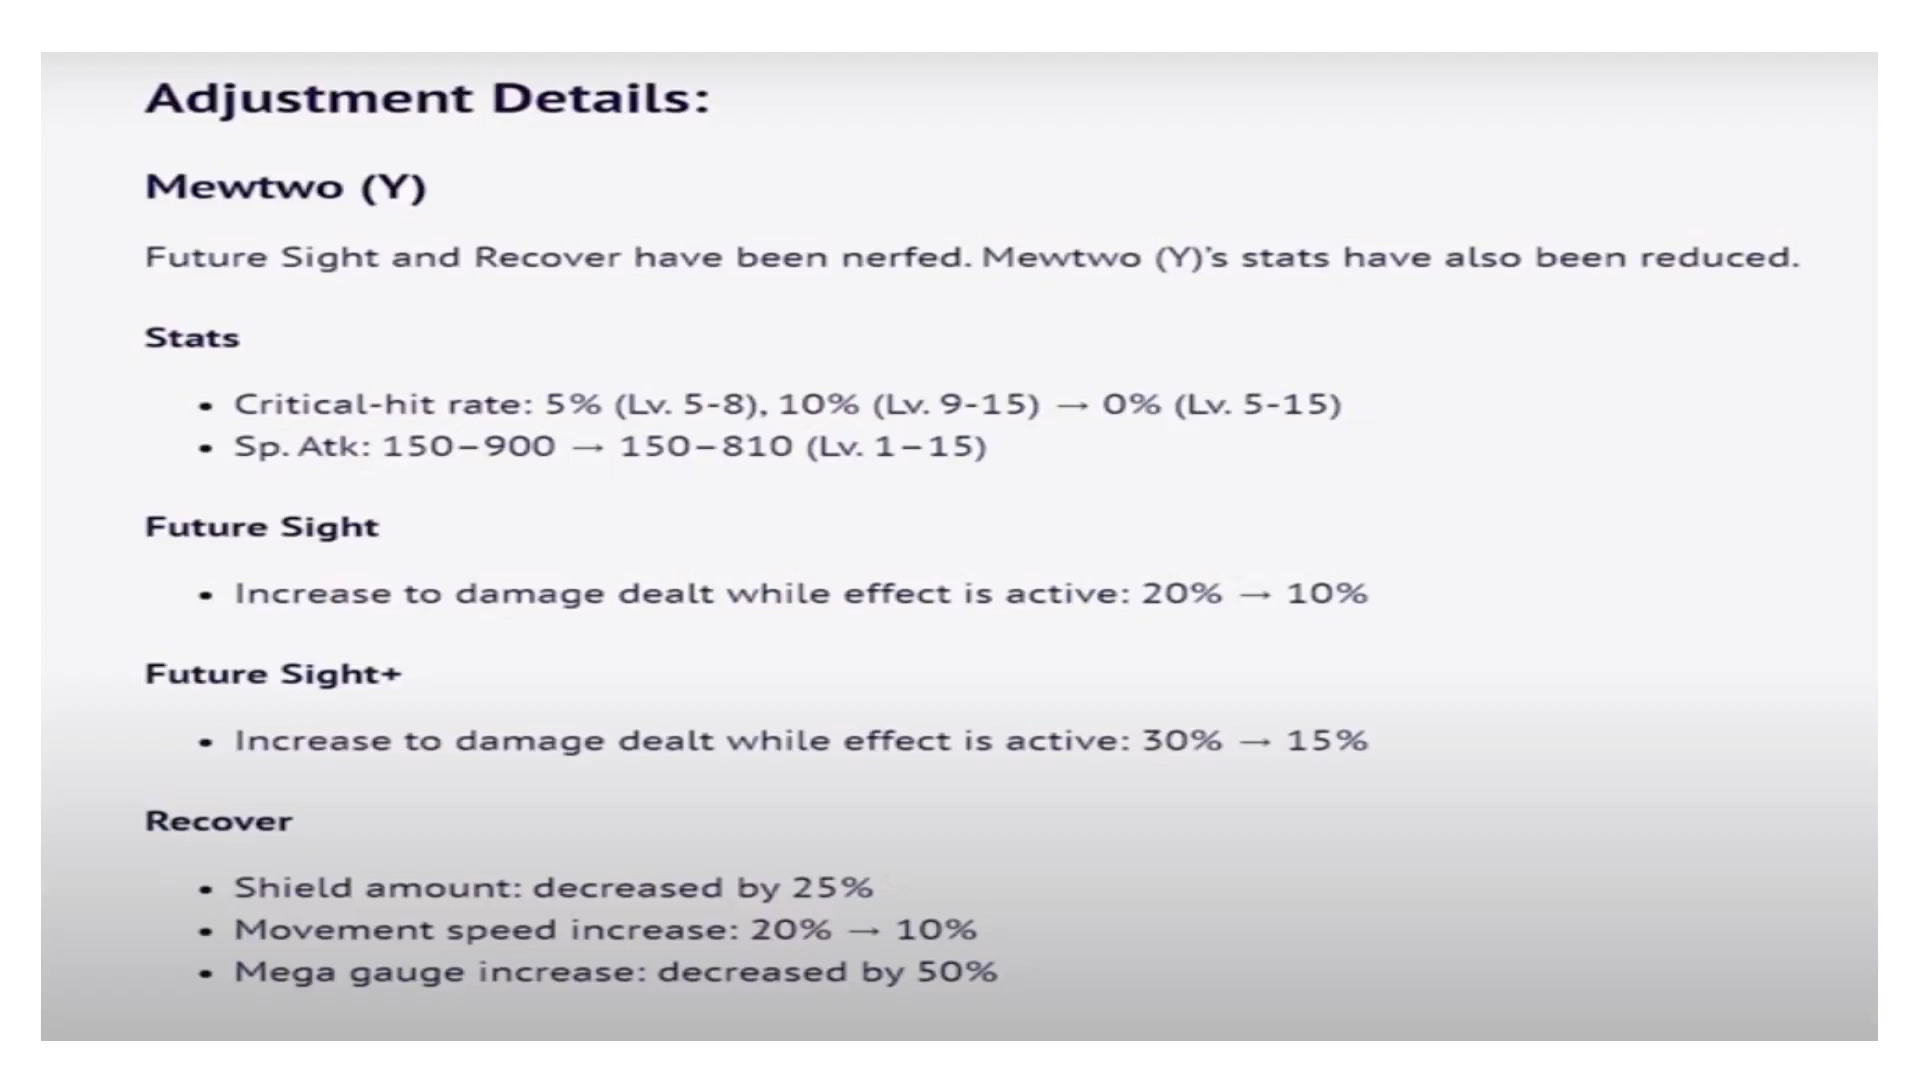 Adjustment Details:
Mewtwo (Y)
Future Sight and Recover have been nerfed. Mewtwo (Y)'s stats have also been reduced.
Stats
• Critical-hit rate: 5% (Lv. 5-8), 10% (Lv. 9-15) → 0% (Lv. 5-15)
• Sp. Atk: 150–900 → 150–810 (Lv. 1–15)
Future Sight
• Increase to damage dealt while effect is active: 20% → 10%
Future Sight+
• Increase to damage dealt while effect is active: 30% → 15%
Recover
• Shield amount: decreased by 25%
• Movement speed increase: 20% → 10%
• Mega gauge increase: decreased by 50%